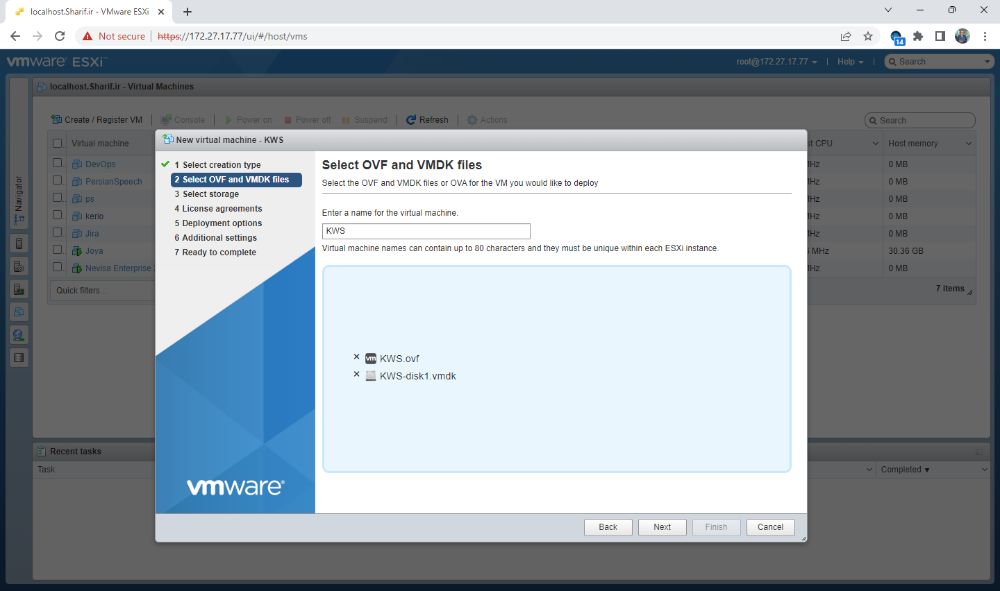 localhost.Sharif.ir - VMware ESXi
Not secure
https://172.27.17.77/ui/#/host/vms
14
vmware ESXi™
root@172.27.17.77
Help
Search
localhost.Sharif.ir - Virtual Machines
Navigator
Create / Register VM
Console
Power on
Power off
Suspend
Refresh
Actions
Search
Virtual machine
st CPU
Host memory
DevOps
MHz
0 MB
PersianSpeech
MHz
0 MB
ps
MHz
0 MB
kerio
MHz
0 MB
Jira
MHz
0 MB
Joya
MHz
30.36 GB
Nevisa Enterprise
MHz
0 MB
Quick filters...
7 items
New virtual machine - KWS
1 Select creation type
2 Select OVF and VMDK files
3 Select storage
4 License agreements
5 Deployment options
6 Additional settings
7 Ready to complete
vmware®
Select OVF and VMDK files
Select the OVF and VMDK files or OVA for the VM you would like to deploy
Enter a name for the virtual machine.
KWS
Virtual machine names can contain up to 80 characters and they must be unique within each ESXi instance.
vm KWS.ovf
KWS-disk1.vmdk
Back
Next
Finish
Cancel
Recent tasks
Task
Completed ▼